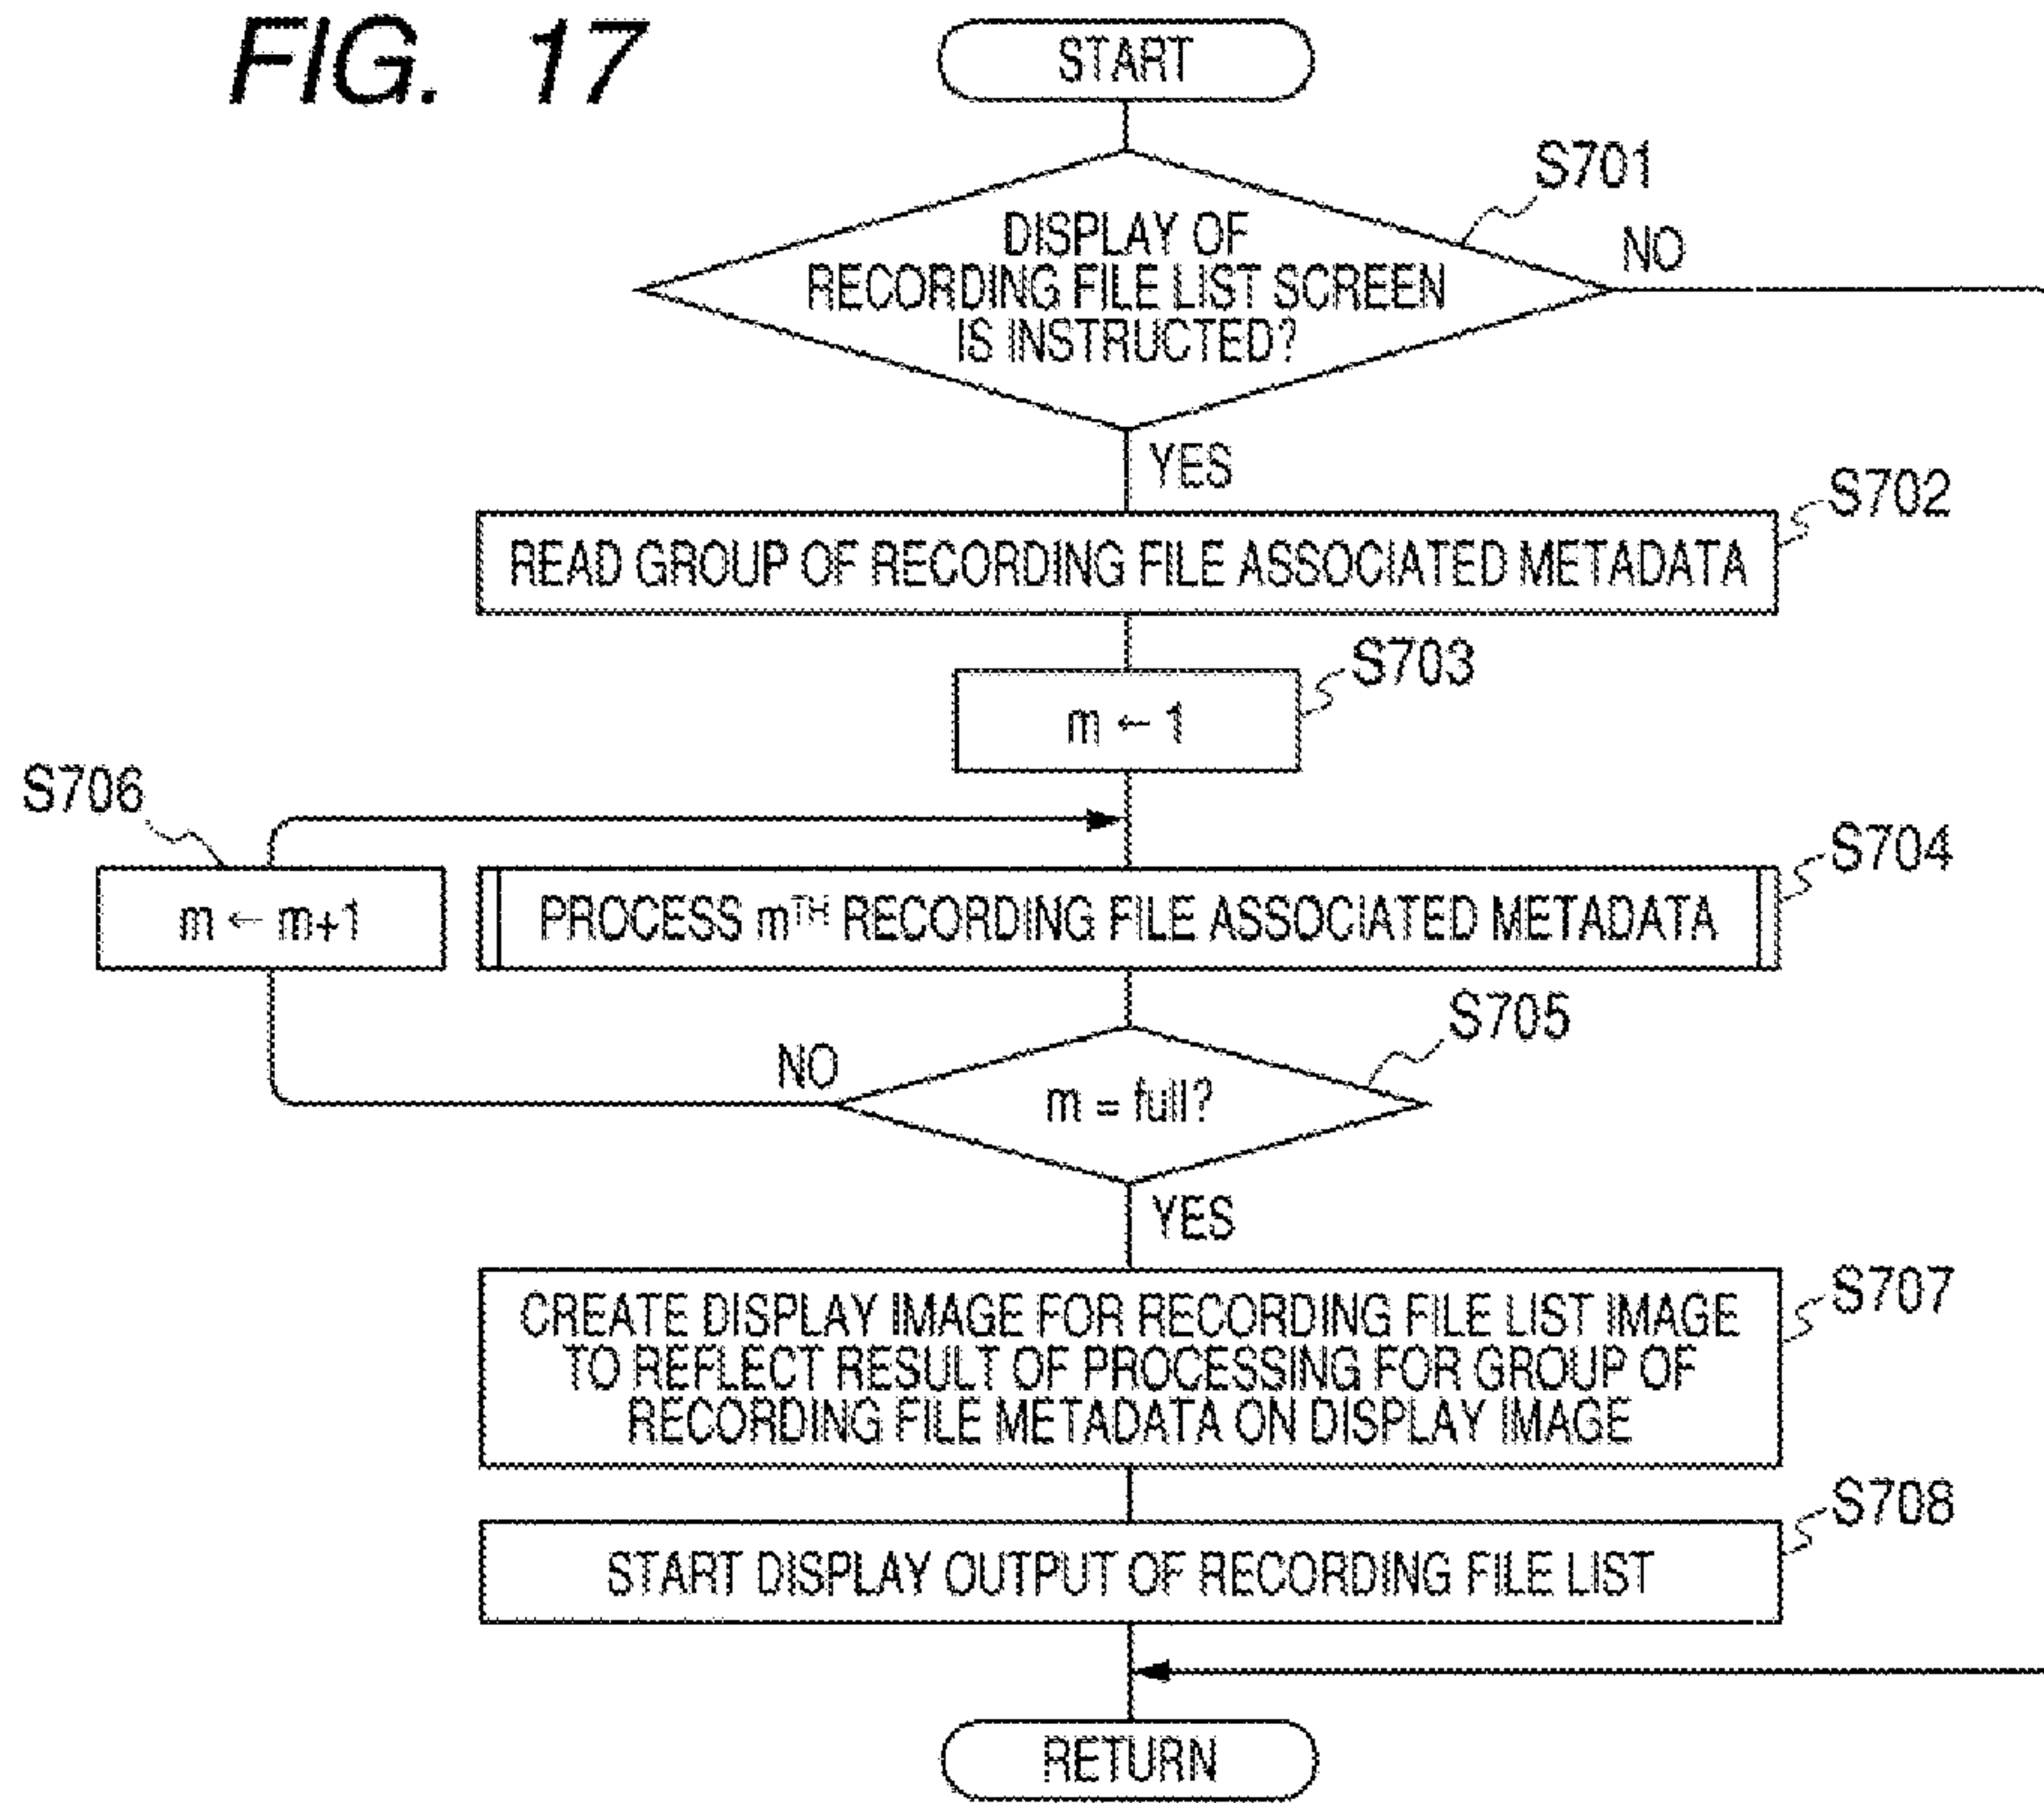 FIG. 17
START
S701
DISPLAY OF
RECORDING FILE LIST SCREEN
IS INSTRUCTED?
NO
YES
S702
READ GROUP OF RECORDING FILE ASSOCIATED METADATA
S703
m ← 1
S706
m ← m+1
S704
PROCESS mTH RECORDING FILE ASSOCIATED METADATA
S705
NO
m = full?
YES
S707
CREATE DISPLAY IMAGE FOR RECORDING FILE LIST IMAGE
TO REFLECT RESULT OF PROCESSING FOR GROUP OF
RECORDING FILE METADATA ON DISPLAY IMAGE
S708
START DISPLAY OUTPUT OF RECORDING FILE LIST
RETURN